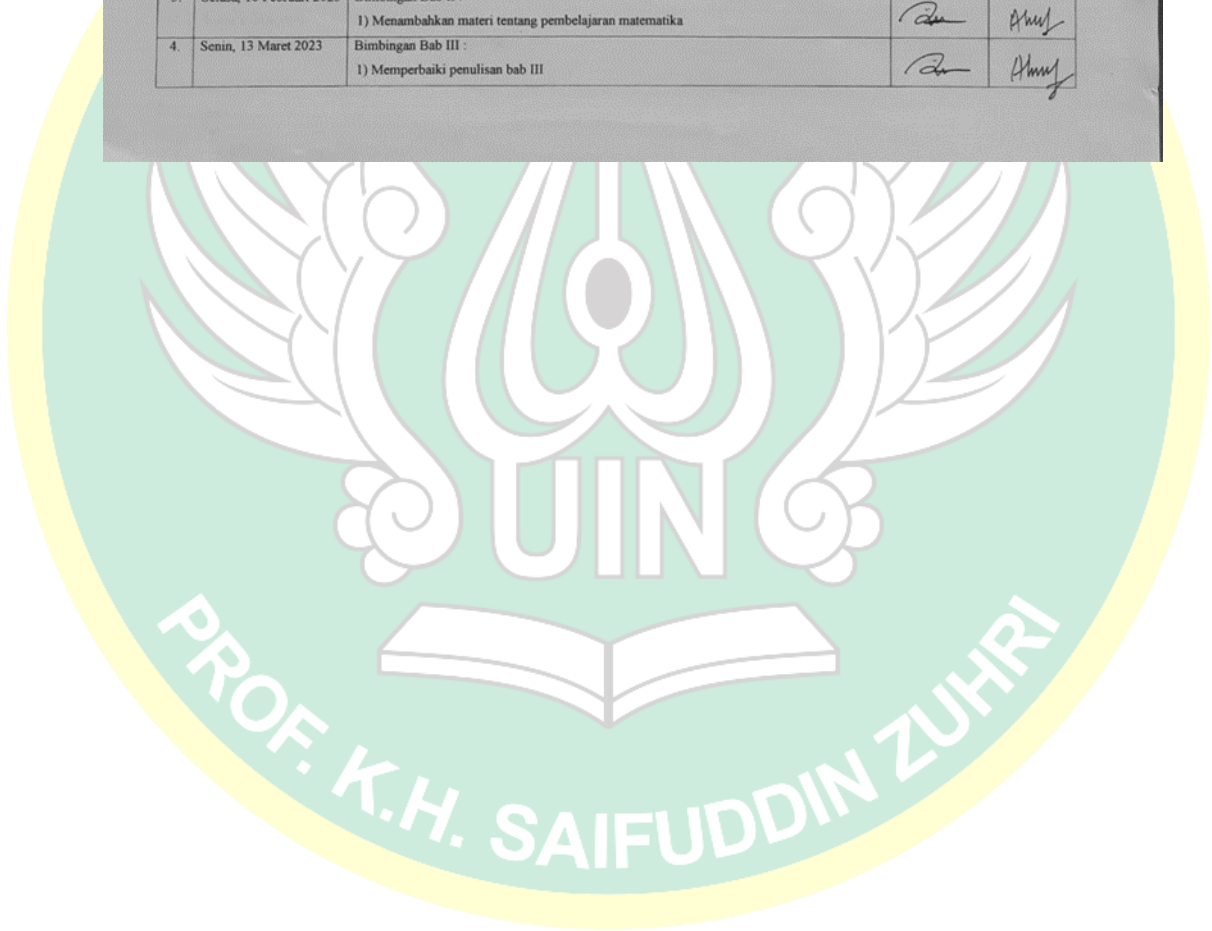 1) Menambahkan materi tentang pembelajaran matematika
4. Senin, 13 Maret 2023 Bimbingan Bab III :
1) Memperbaiki penulisan bab III
UIN
PROF. K.H. SAIFUDDIN ZUHRI